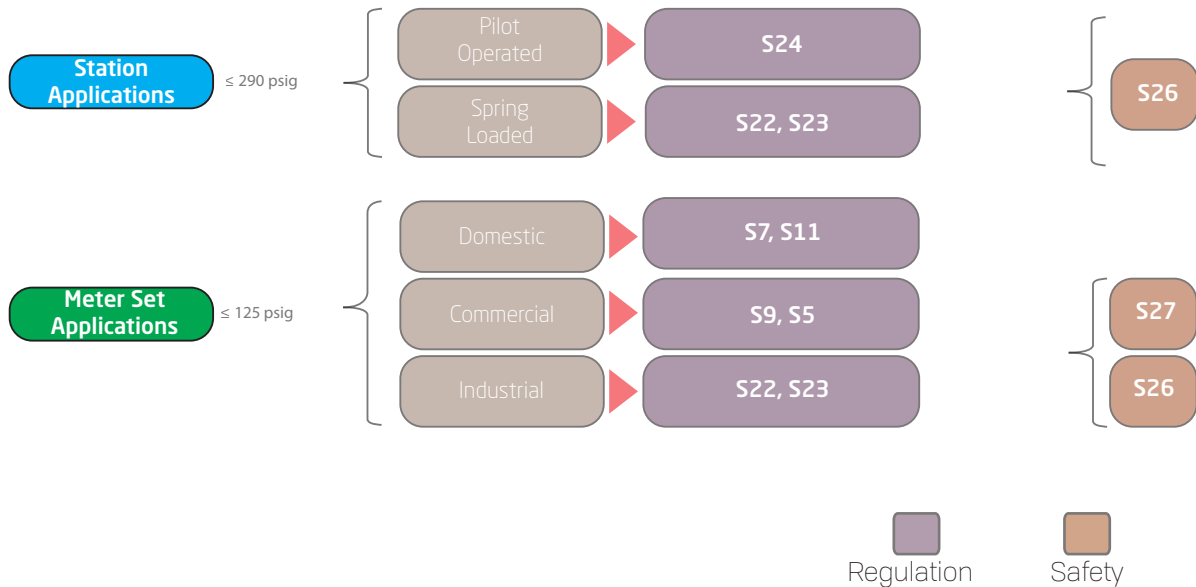 Station
Applications
≤ 290 psig
Pilot
Operated
S24
Spring
Loaded
S22, S23
S26
Meter Set
Applications
≤ 125 psig
Domestic
S7, S11
Commercial
S9, S5
S27
Industrial
S22, S23
S26
Regulation
Safety